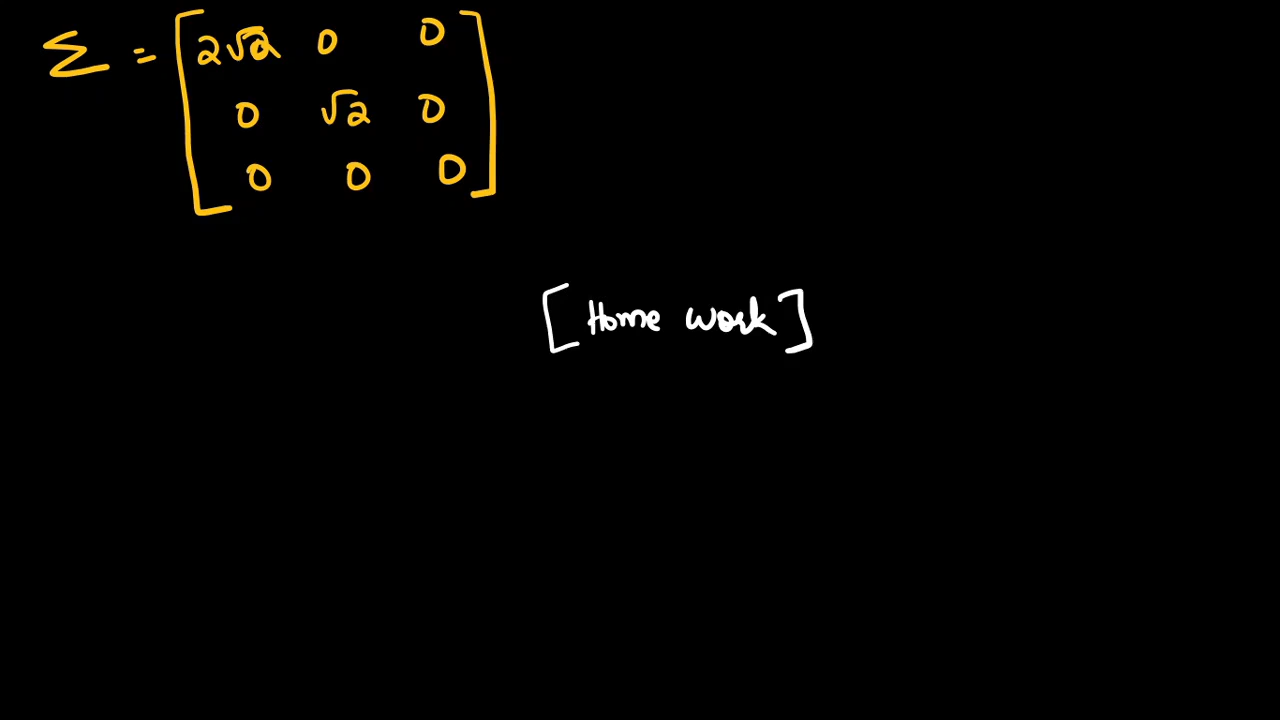 Σ = [ 2√2 0 0
0 √2 0
0 0 0 ]
[ Home work ]